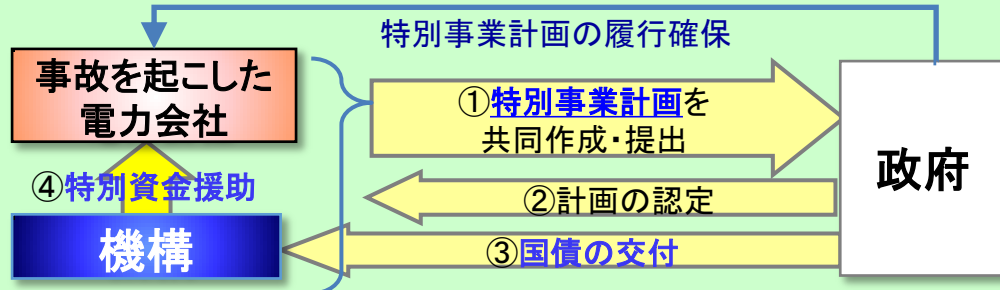 特別事業計画の履行確保
事故を起こした
電力会社
①特別事業計画を
共同作成・提出
政府
④特別資金援助
②計画の認定
機構
③国債の交付